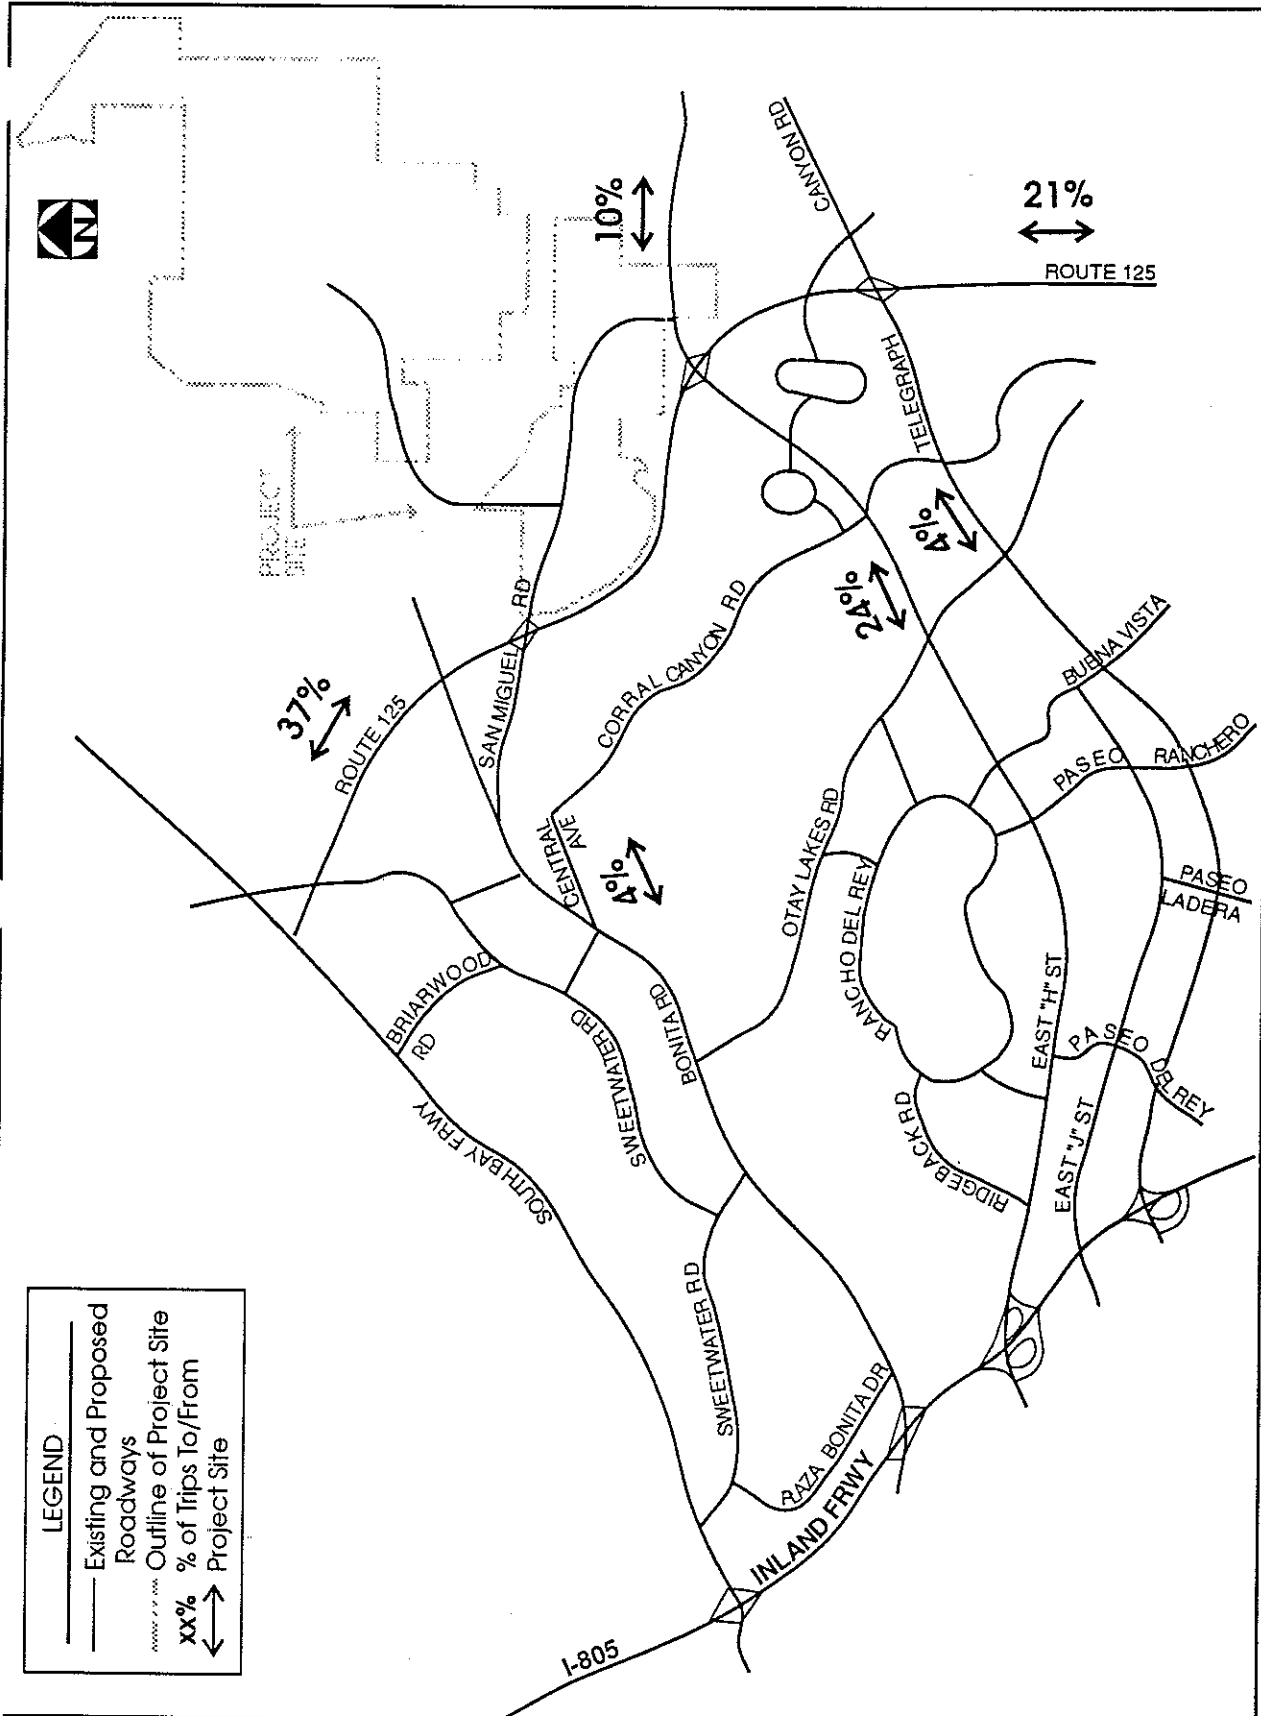 LEGEND
Existing and Proposed
Roadways
Outline of Project Site
xx% % of Trips To/From
Project Site
N
PROJECT
SITE
10%
CANYON RD
21%
ROUTE 125
TELEGRAPH
37%
ROUTE 125
SAN MIGUEL RD
CORRAL CANYON RD
24%
4%
BUENA VISTA
PASEO RANCHERO
CENTRAL
AVE
4%
OTAY LAKES RD
RANCHO DEL REY
PASEO
LADERA
BRIARWOOD
RD
SWEETWATER RD
BONITA RD
EAST "H" ST
PASEO DEL REY
SOUTH BAY FRWY
RIDGEBACK RD
EAST "J" ST
SWEETWATER RD
RAZA BONITA DR
INLAND FRWY
I-805